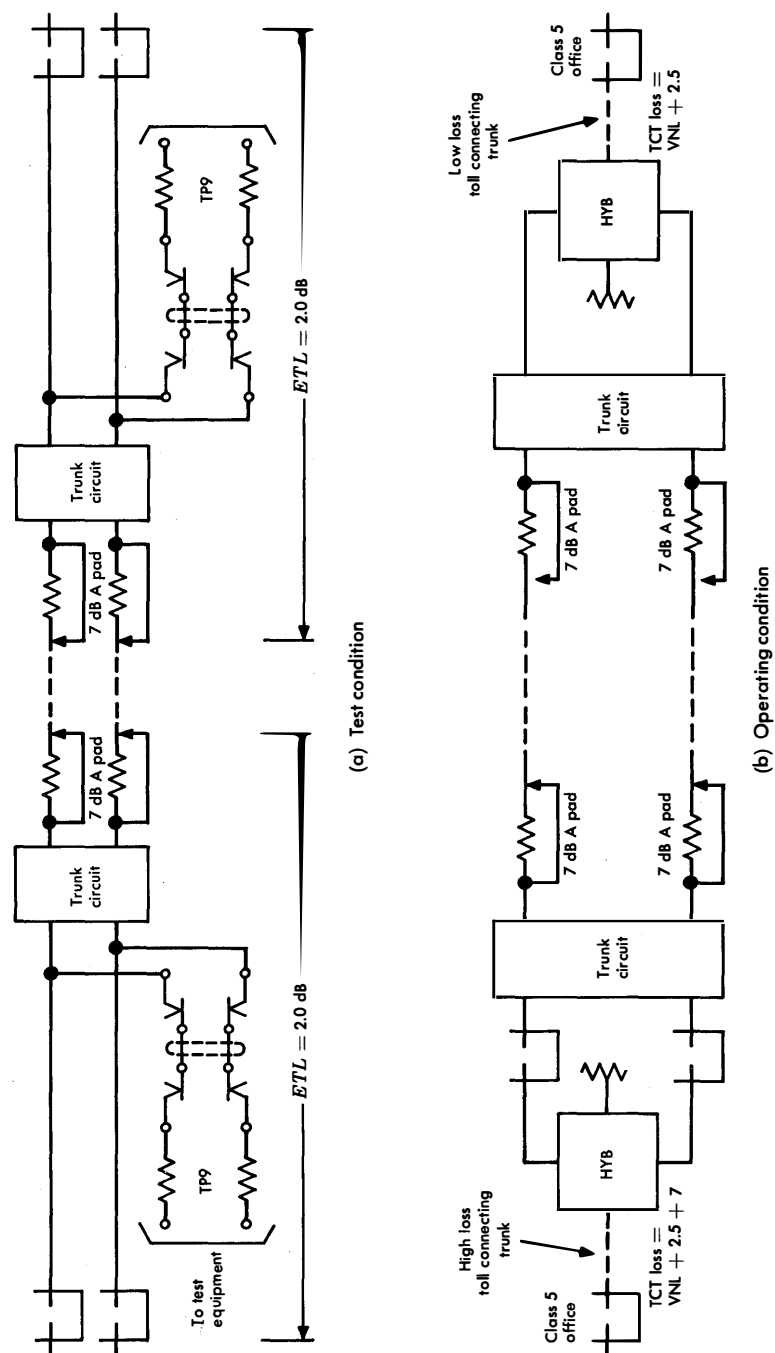 Trunk
circuit
7 dB A pad
7 dB A pad
Trunk
circuit
TP9
To test
equipment
TP9
ETL = 2.0 dB
ETL = 2.0 dB
(a) Test condition
High loss
toll connecting
trunk
Class 5
office
TCT loss =
VNL + 2.5 + 7
HYB
Trunk
circuit
7 dB A pad
7 dB A pad
7 dB A pad
7 dB A pad
Trunk
circuit
HYB
Low loss
toll connecting
trunk
Class 5
office
TCT loss =
VNL + 2.5
(b) Operating condition